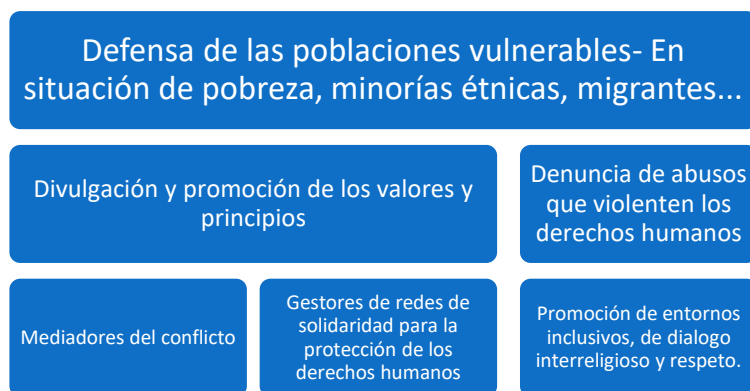 Defensa de las poblaciones vulnerables- En
situación de pobreza, minorías étnicas, migrantes...
Divulgación y promoción de los valores y
principios
Denuncia de abusos
que violenten los
derechos humanos
Mediadores del conflicto
Gestores de redes de
solidaridad para la
protección de los
derechos humanos
Promoción de entornos
inclusivos, de dialogo
interreligioso y respeto.